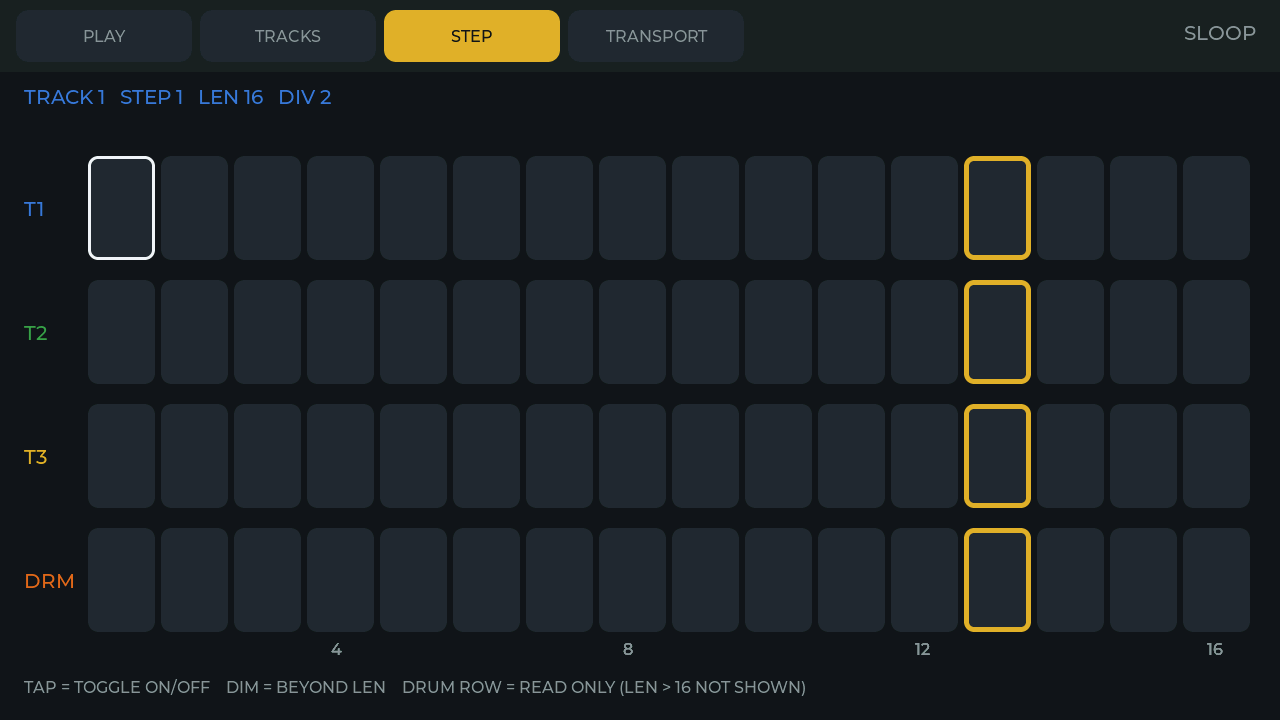 PLAY TRACKS STEP TRANSPORT SLOOP
TRACK 1 STEP 1 LEN 16 DIV 2
T1
T2
T3
DRM
4 8 12 16
TAP = TOGGLE ON/OFF DIM = BEYOND LEN DRUM ROW = READ ONLY (LEN > 16 NOT SHOWN)